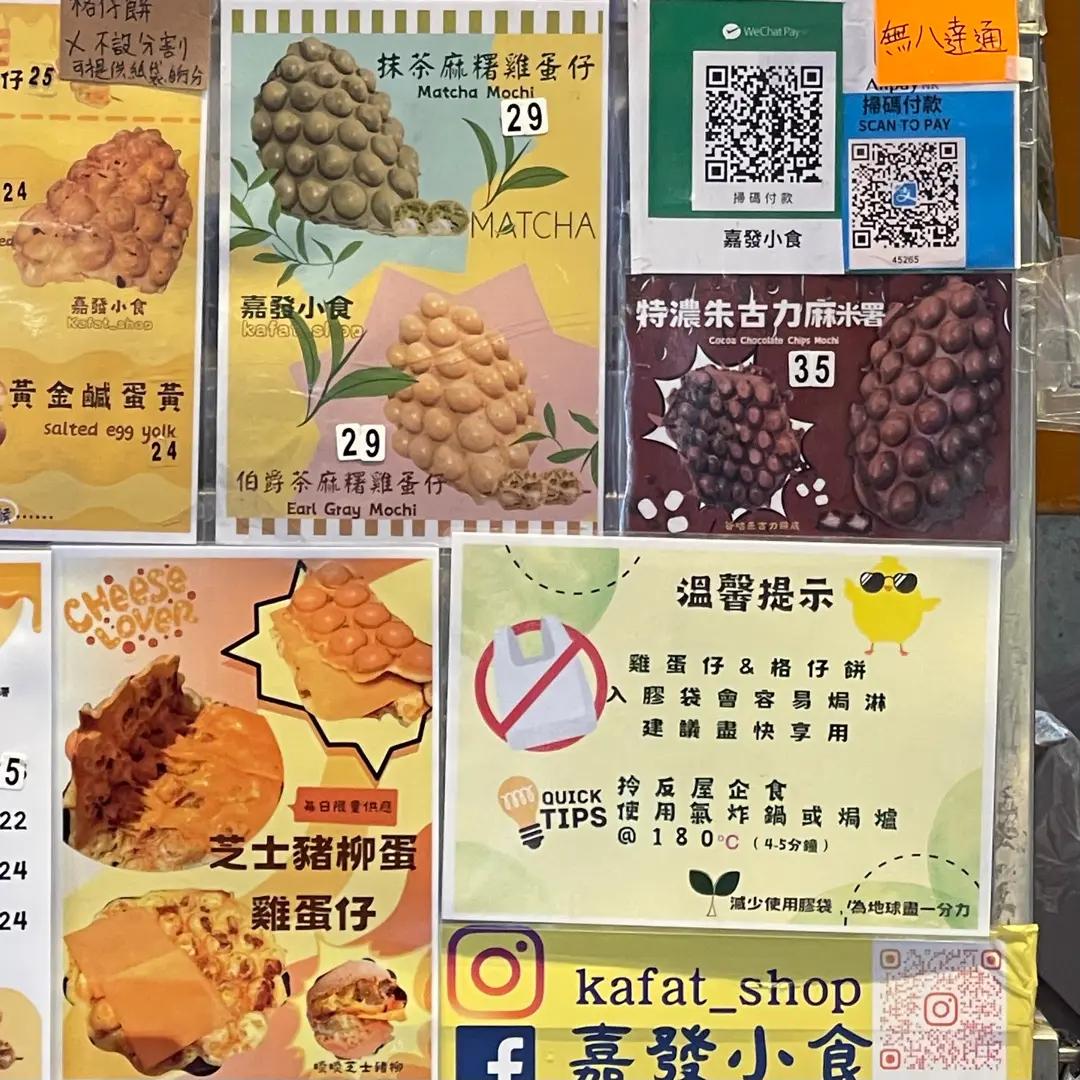 格仔餅
X 不設分割
可提供紙袋自行分
仔 25
24
嘉發小食
Kafat_shop
黃金鹹蛋黃
salted egg yolk
24
抹茶麻糬雞蛋仔
Matcha Mochi
29
MATCHA
嘉發小食
kafat_shop
29
伯爵茶麻糬雞蛋仔
Earl Gray Mochi
WeChat Pay
掃碼付款
嘉發小食
無八達通
掃碼付款
SCAN TO PAY
45265
特濃朱古力麻米署
Cocoa Chocolate Chips Mochi
35
5
22
24
24
CHeese
LoveR
每日限量供應
芝士豬柳蛋
雞蛋仔
溫馨提示
雞蛋仔&格仔餅
入膠袋會容易焗淋
建議盡快享用
QUICK
TIPS
拎反屋企食
使用氣炸鍋或焗爐
@180°C (4-5分鐘)
減少使用膠袋,為地球盡一分力
kafat_shop
嘉發小食